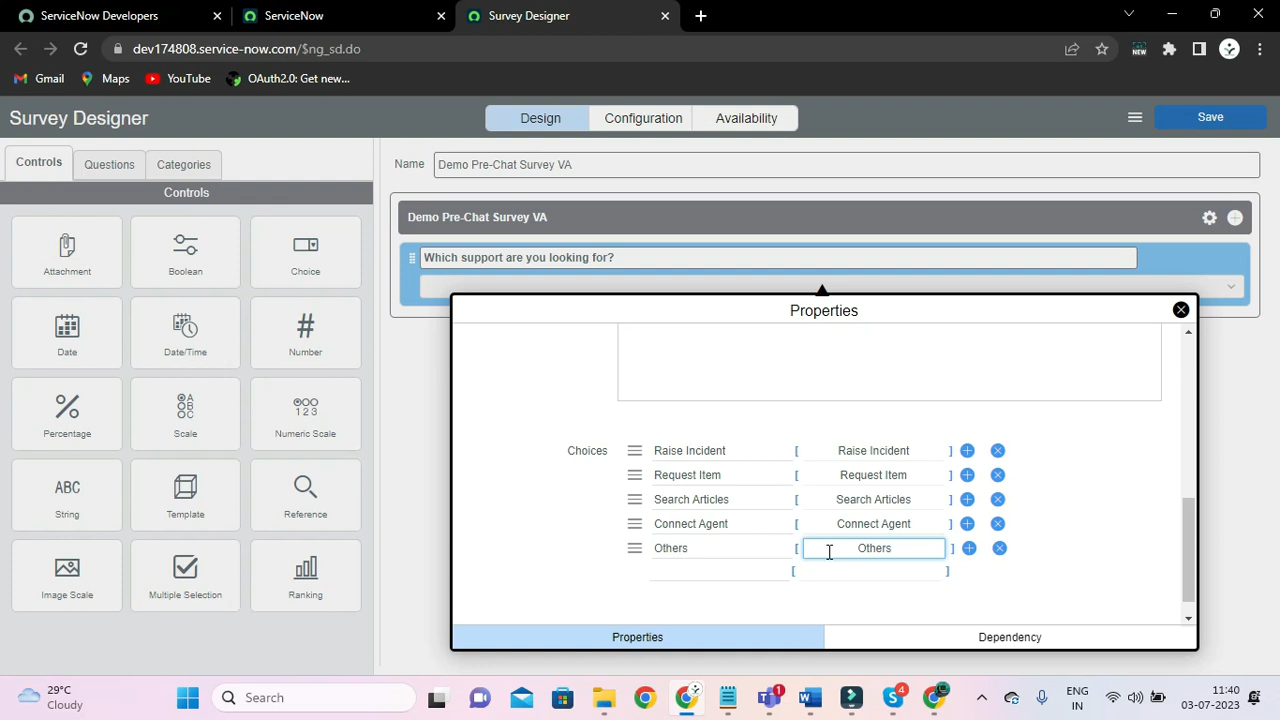 ServiceNow Developers
ServiceNow
Survey Designer
dev174808.service-now.com/$ng_sd.do
NEW
Gmail
Maps
YouTube
OAuth2.0: Get new...
Survey Designer
Design
Configuration
Availability
Save
Controls
Questions
Categories
Controls
Attachment
Boolean
Choice
Date
Date/Time
Number
Percentage
Scale
Numeric Scale
String
Template
Reference
Image Scale
Multiple Selection
Ranking
Name
Demo Pre-Chat Survey VA
Demo Pre-Chat Survey VA
Which support are you looking for?
Properties
Choices
Raise Incident [ Raise Incident ]
Request Item [ Request Item ]
Search Articles [ Search Articles ]
Connect Agent [ Connect Agent ]
Others [ Others ]
[ ]
Properties
Dependency
29°C
Cloudy
Search
1
4
ENG
IN
11:40
03-07-2023